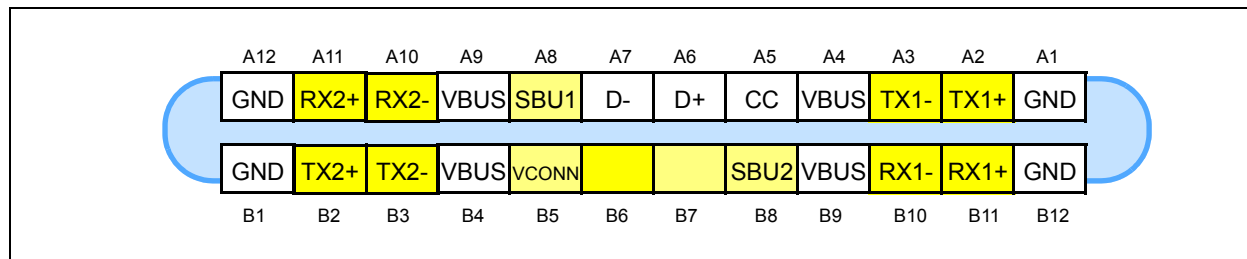 A12 A11 A10 A9 A8 A7 A6 A5 A4 A3 A2 A1
GND RX2+ RX2- VBUS SBU1 D- D+ CC VBUS TX1- TX1+ GND
GND TX2+ TX2- VBUS VCONN SBU2 VBUS RX1- RX1+ GND
B1 B2 B3 B4 B5 B6 B7 B8 B9 B10 B11 B12